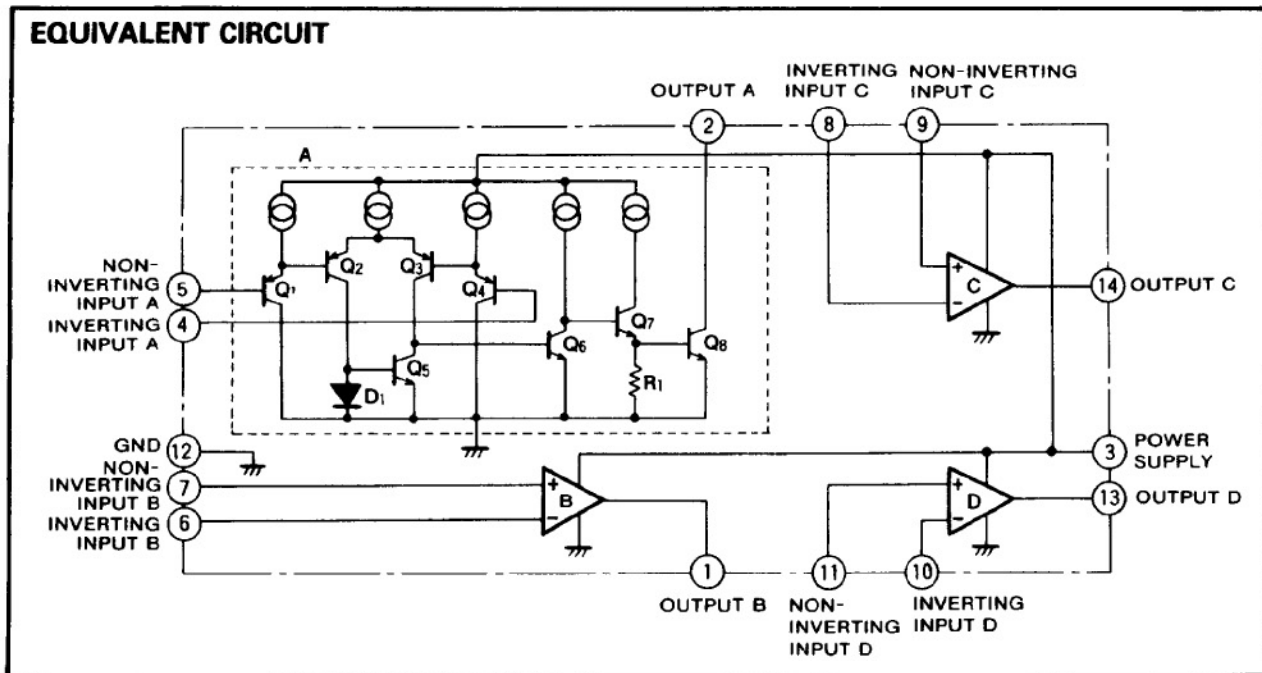 EQUIVALENT CIRCUIT
OUTPUT A
INVERTING
INPUT C
NON-INVERTING
INPUT C
2
8
9
A
Q1
Q2
Q3
Q4
NON-
INVERTING
INPUT A
5
INVERTING
INPUT A
4
Q5
Q6
Q7
Q8
D1
R1
+
−
C
14
OUTPUT C
GND
12
NON-
INVERTING
INPUT B
7
INVERTING
INPUT B
6
+
−
B
+
−
D
3
POWER
SUPPLY
13
OUTPUT D
1
OUTPUT B
11
NON-
INVERTING
INPUT D
10
INVERTING
INPUT D